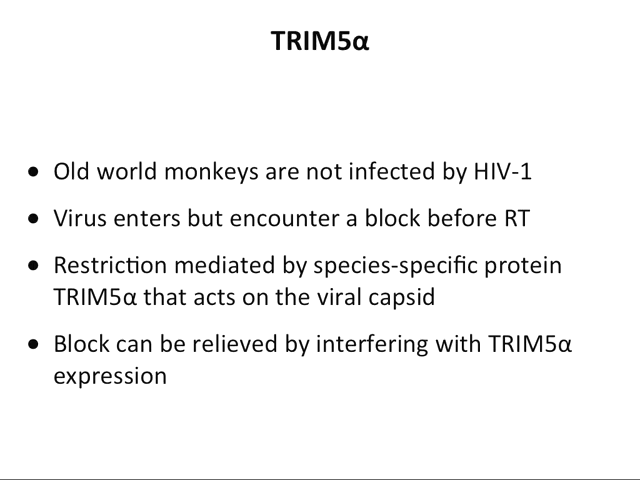 TRIM5α
• Old world monkeys are not infected by HIV-1
• Virus enters but encounter a block before RT
• Restriction mediated by species-specific protein
TRIM5α that acts on the viral capsid
• Block can be relieved by interfering with TRIM5α
expression